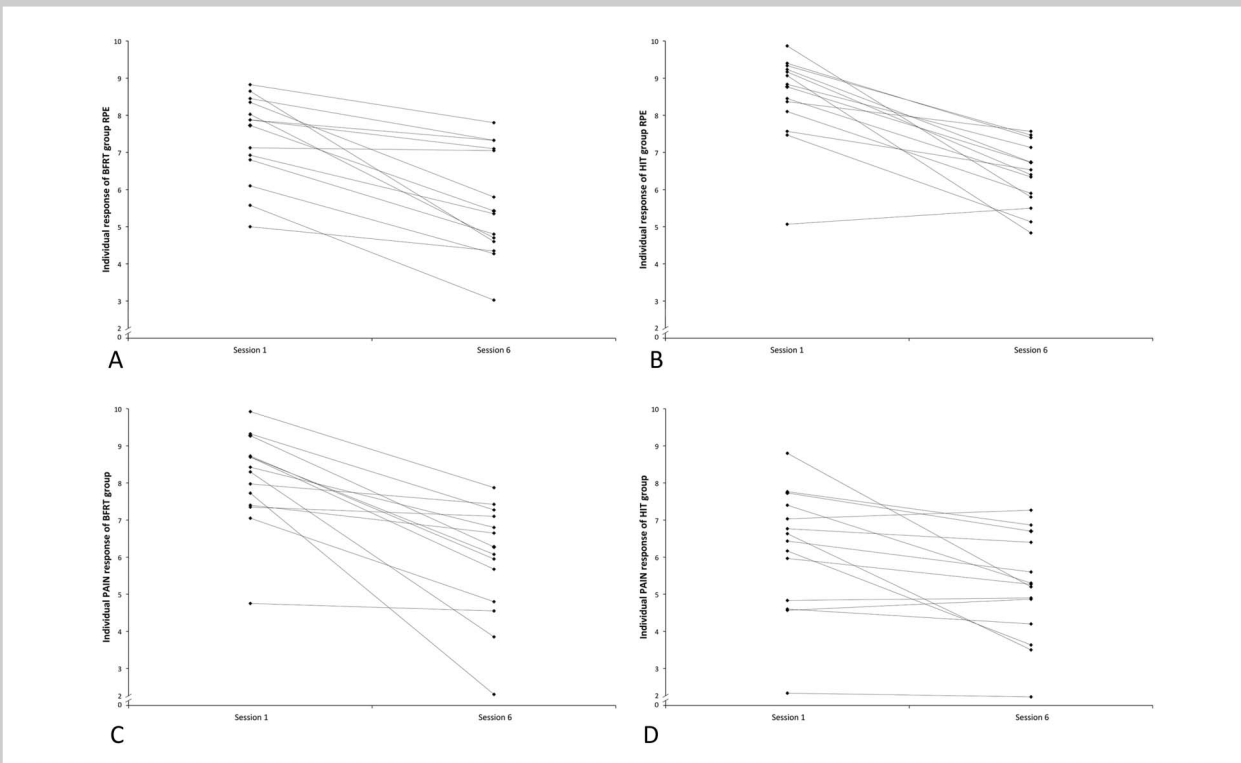 Individual response of BFRT group RPE
10
9
8
7
6
5
4
3
2
0
Session 1
Session 6
A
Individual response of HIT group RPE
10
9
8
7
6
5
4
3
2
0
Session 1
Session 6
B
Individual PAIN response of BFRT group
10
9
8
7
6
5
4
3
2
0
Session 1
Session 6
C
Individual PAIN response of HIT group
10
9
8
7
6
5
4
3
2
0
Session 1
Session 6
D